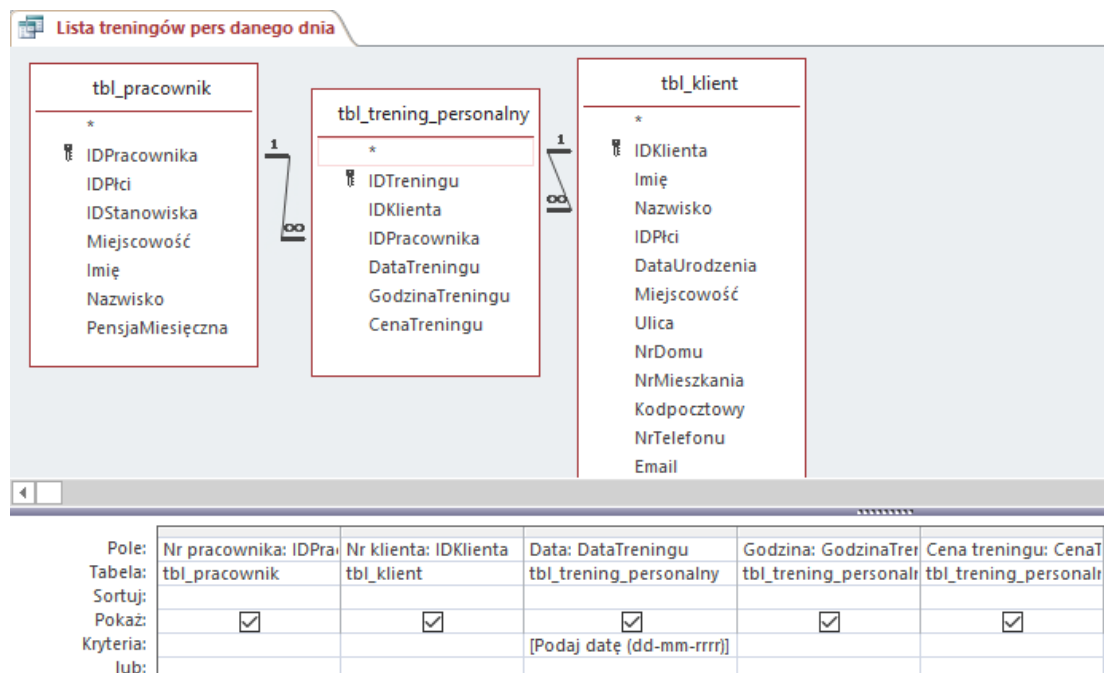 Lista treningów pers danego dnia
tbl_pracownik
*
IDPracownika
IDPłci
IDStanowiska
Miejscowość
Imię
Nazwisko
PensjaMiesięczna
1
∞
tbl_trening_personalny
*
IDTreningu
IDKlienta
IDPracownika
DataTreningu
GodzinaTreningu
CenaTreningu
1
∞
tbl_klient
*
IDKlienta
Imię
Nazwisko
IDPłci
DataUrodzenia
Miejscowość
Ulica
NrDomu
NrMieszkania
Kodpocztowy
NrTelefonu
Email
Pole: Nr pracownika: IDPra Nr klienta: IDKlienta Data: DataTreningu Godzina: GodzinaTrer Cena treningu: CenaT
Tabela: tbl_pracownik tbl_klient tbl_trening_personalny tbl_trening_personalr tbl_trening_personalr
Sortuj:
Pokaż:
Kryteria: [Podaj datę (dd-mm-rrrr)]
lub: